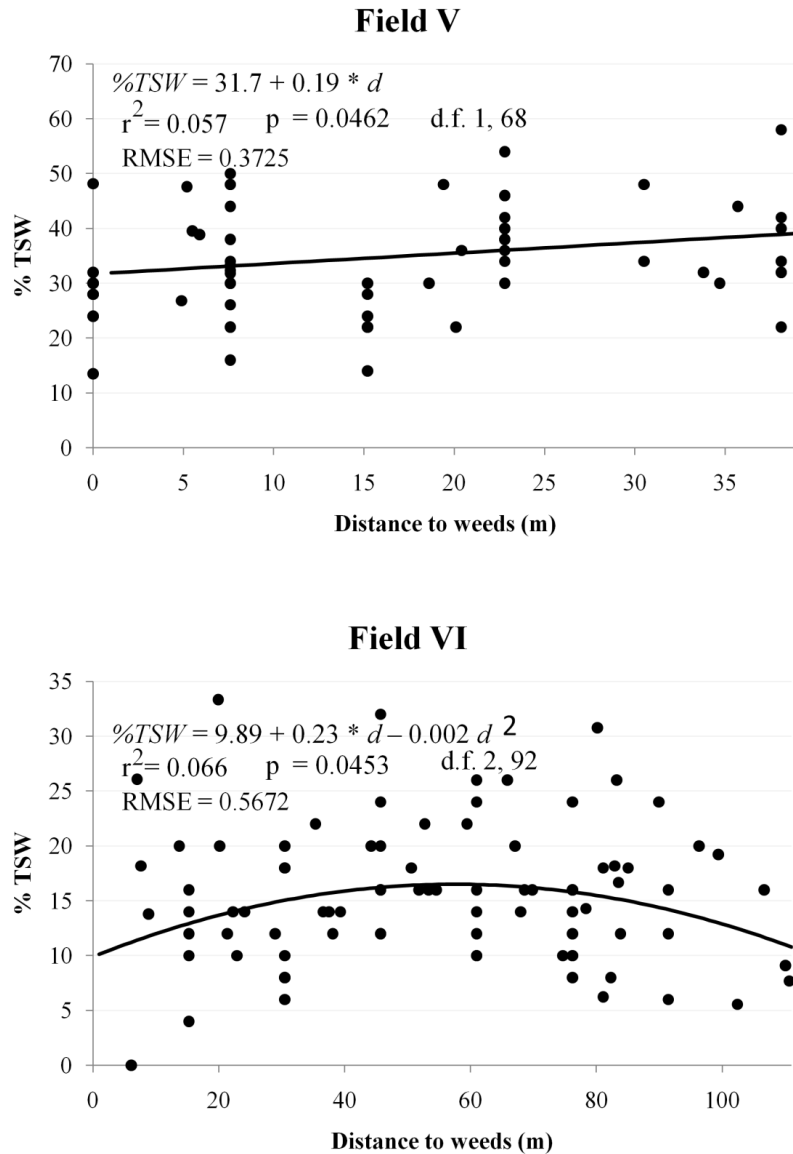 Field V
70
60
50
40
30
20
10
0
% TSW
%TSW = 31.7 + 0.19 * d
r² = 0.057 p = 0.0462 d.f. 1, 68
RMSE = 0.3725
0 5 10 15 20 25 30 35
Distance to weeds (m)
Field VI
35
30
25
20
15
10
5
0
% TSW
%TSW = 9.89 + 0.23 * d – 0.002 d 2
r² = 0.066 p = 0.0453 d.f. 2, 92
RMSE = 0.5672
0 20 40 60 80 100
Distance to weeds (m)